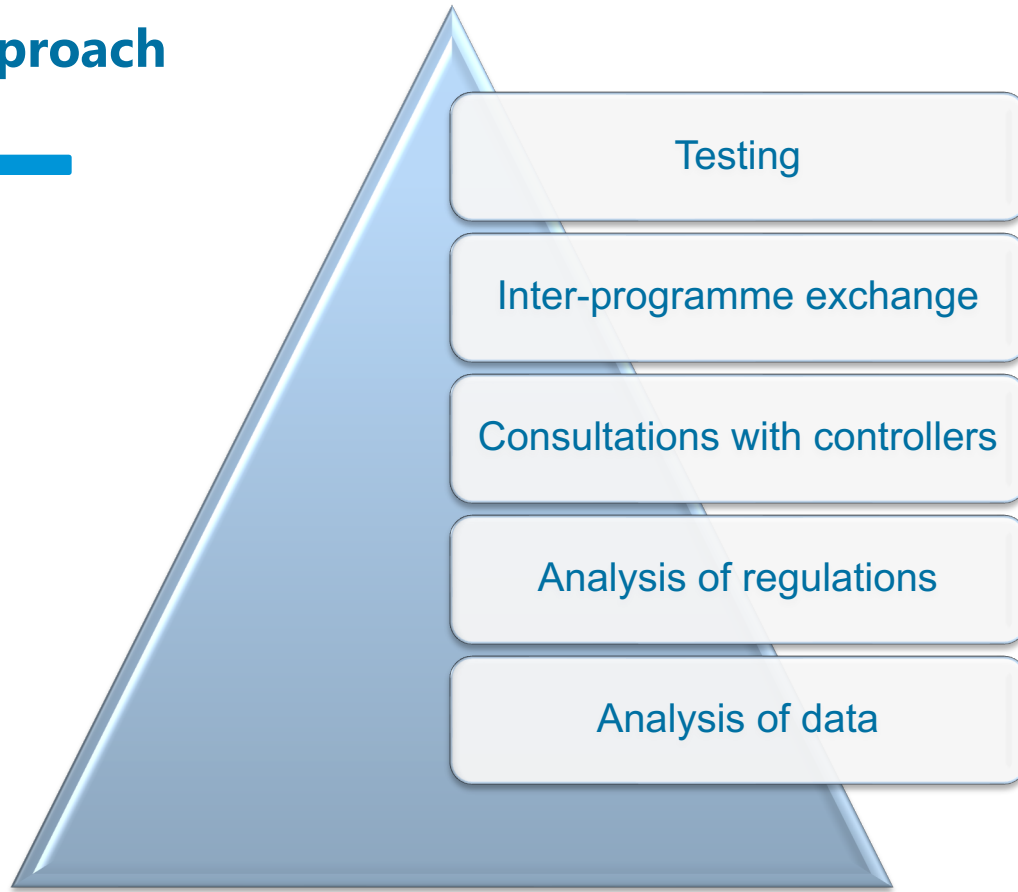 proach
Testing
Inter-programme exchange
Consultations with controllers
Analysis of regulations
Analysis of data